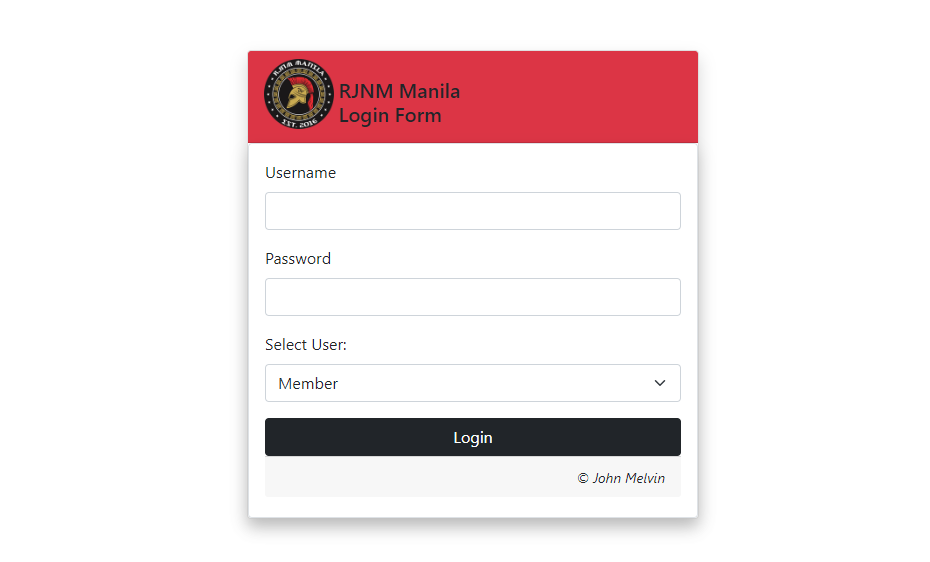 RJNM MANILA
EST. 2016
RJNM Manila
Login Form
Username
Password
Select User:
Member
Login
© John Melvin